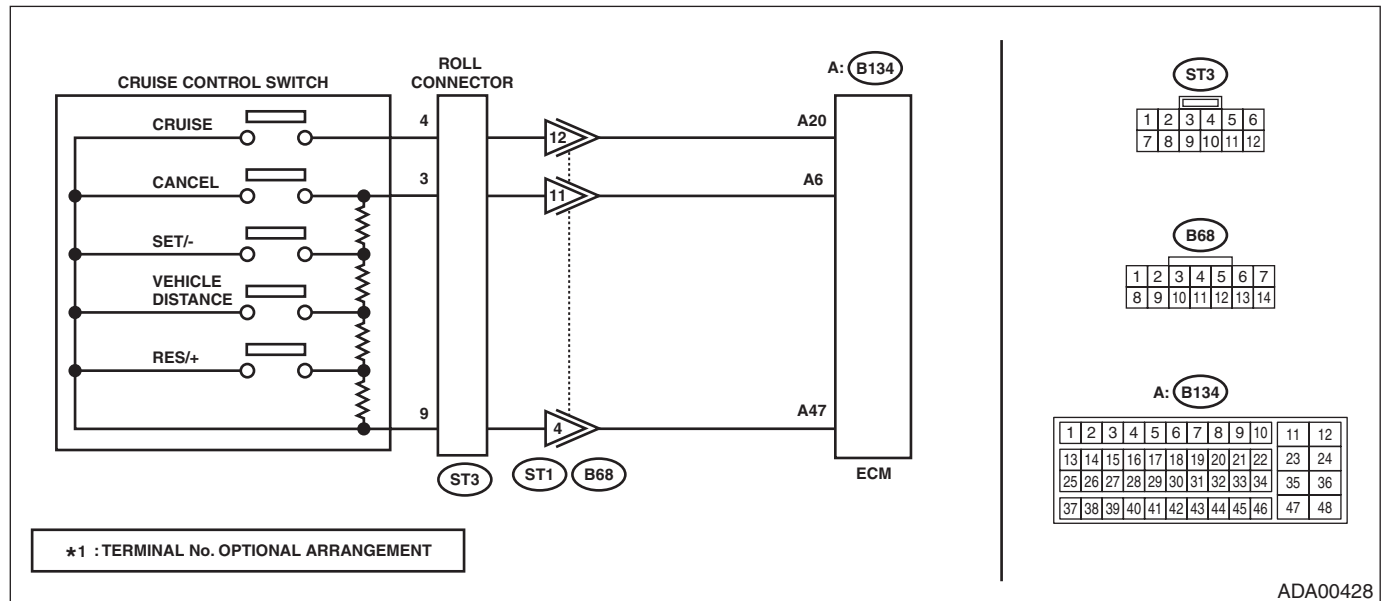 CRUISE CONTROL SWITCH
ROLL
CONNECTOR
A: B134
CRUISE
4
12
A20
CANCEL
3
11
A6
SET/-
VEHICLE
DISTANCE
RES/+
9
4
A47
ST3
ST1
B68
ECM
*1 : TERMINAL No. OPTIONAL ARRANGEMENT
ST3
1 2 3 4 5 6
7 8 9 10 11 12
B68
1 2 3 4 5 6 7
8 9 10 11 12 13 14
A: B134
1 2 3 4 5 6 7 8 9 10 11 12
13 14 15 16 17 18 19 20 21 22 23 24
25 26 27 28 29 30 31 32 33 34 35 36
37 38 39 40 41 42 43 44 45 46 47 48
ADA00428